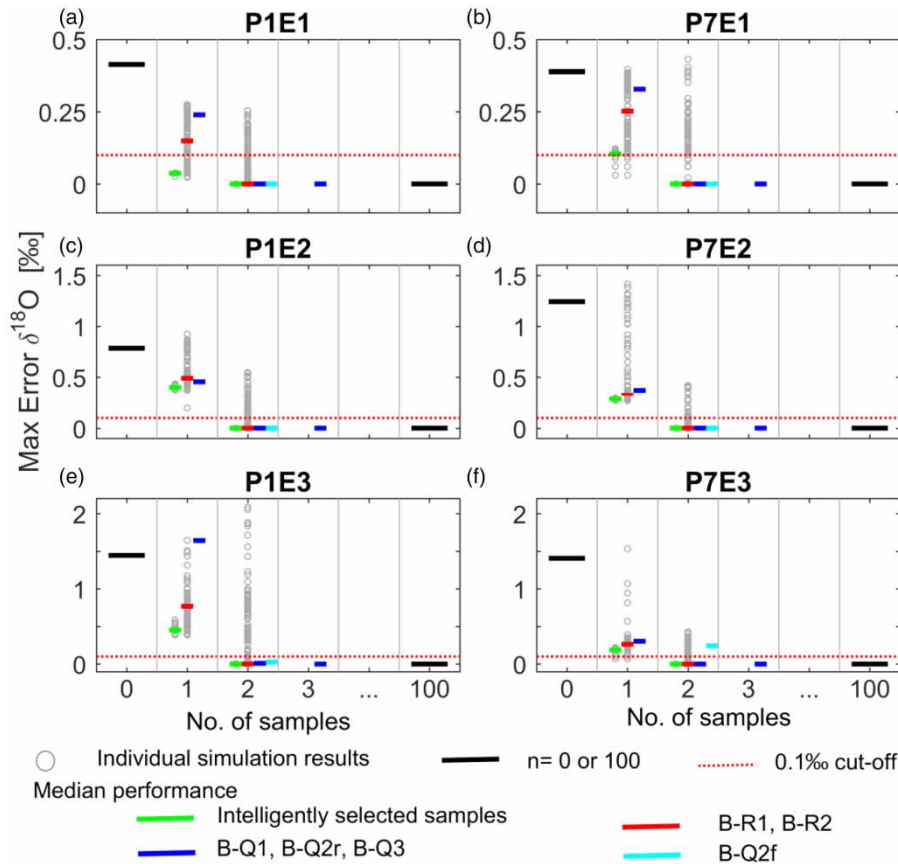 (a) P1E1 (b) P7E1
0.5 0.5
0.25 0.25
0 0
(c) P1E2 (d) P7E2
1.5 1.5
1 1
0.5 0.5
0 0
(e) P1E3 (f) P7E3
2 2
1 1
0 0
Max Error δ¹⁸O [‰]
0 1 2 3 ... 100 0 1 2 3 ... 100
No. of samples No. of samples
Individual simulation results n= 0 or 100 0.1‰ cut-off
Median performance
Intelligently selected samples B-R1, B-R2
B-Q1, B-Q2r, B-Q3 B-Q2f